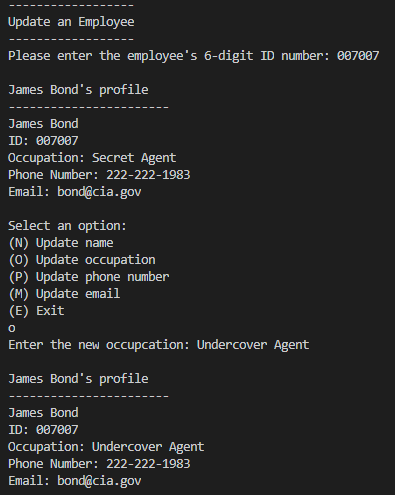 ------------------
Update an Employee
------------------
Please enter the employee's 6-digit ID number: 007007

James Bond's profile
-----------------------
James Bond
ID: 007007
Occupation: Secret Agent
Phone Number: 222-222-1983
Email: bond@cia.gov

Select an option:
(N) Update name
(O) Update occupation
(P) Update phone number
(M) Update email
(E) Exit
o
Enter the new occupcation: Undercover Agent

James Bond's profile
-----------------------
James Bond
ID: 007007
Occupation: Undercover Agent
Phone Number: 222-222-1983
Email: bond@cia.gov